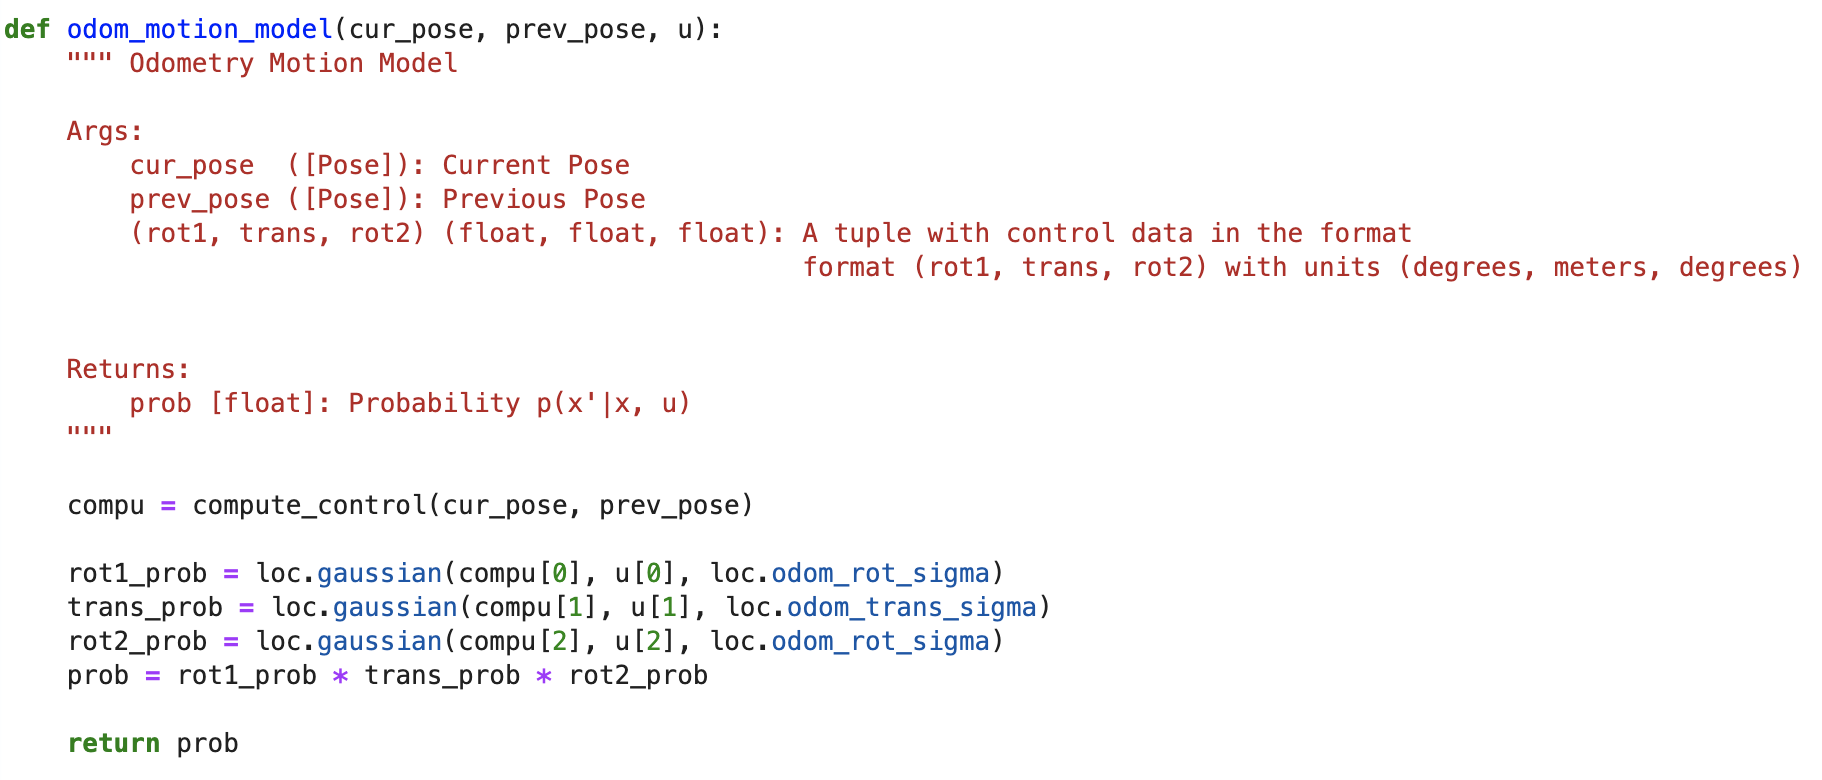 def odom_motion_model(cur_pose, prev_pose, u):
    """ Odometry Motion Model

    Args:
        cur_pose  ([Pose]): Current Pose
        prev_pose ([Pose]): Previous Pose
        (rot1, trans, rot2) (float, float, float): A tuple with control data in the format
                                                   format (rot1, trans, rot2) with units (degrees, meters, degrees)


    Returns:
        prob [float]: Probability p(x'|x, u)
    """

    compu = compute_control(cur_pose, prev_pose)

    rot1_prob = loc.gaussian(compu[0], u[0], loc.odom_rot_sigma)
    trans_prob = loc.gaussian(compu[1], u[1], loc.odom_trans_sigma)
    rot2_prob = loc.gaussian(compu[2], u[2], loc.odom_rot_sigma)
    prob = rot1_prob * trans_prob * rot2_prob

    return prob